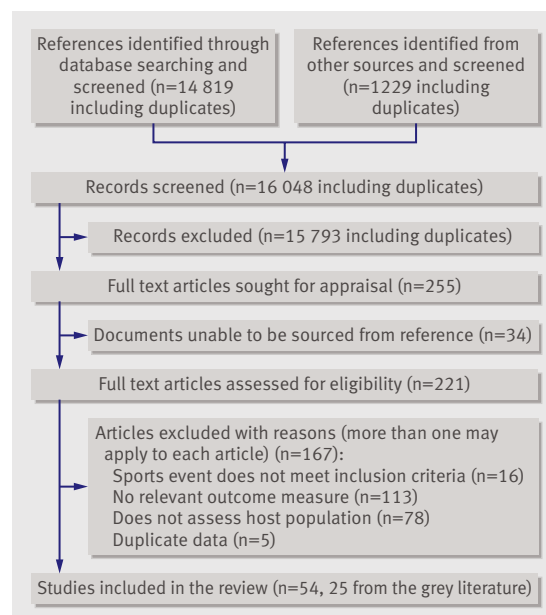 References identified through
database searching and
screened (n=14 819
including duplicates)
References identified from
other sources and screened
(n=1229 including
duplicates)
Records screened (n=16 048 including duplicates)
Records excluded (n=15 793 including duplicates)
Full text articles sought for appraisal (n=255)
Documents unable to be sourced from reference (n=34)
Full text articles assessed for eligibility (n=221)
Articles excluded with reasons (more than one may
apply to each article) (n=167):
Sports event does not meet inclusion criteria (n=16)
No relevant outcome measure (n=113)
Does not assess host population (n=78)
Duplicate data (n=5)
Studies included in the review (n=54, 25 from the grey literature)